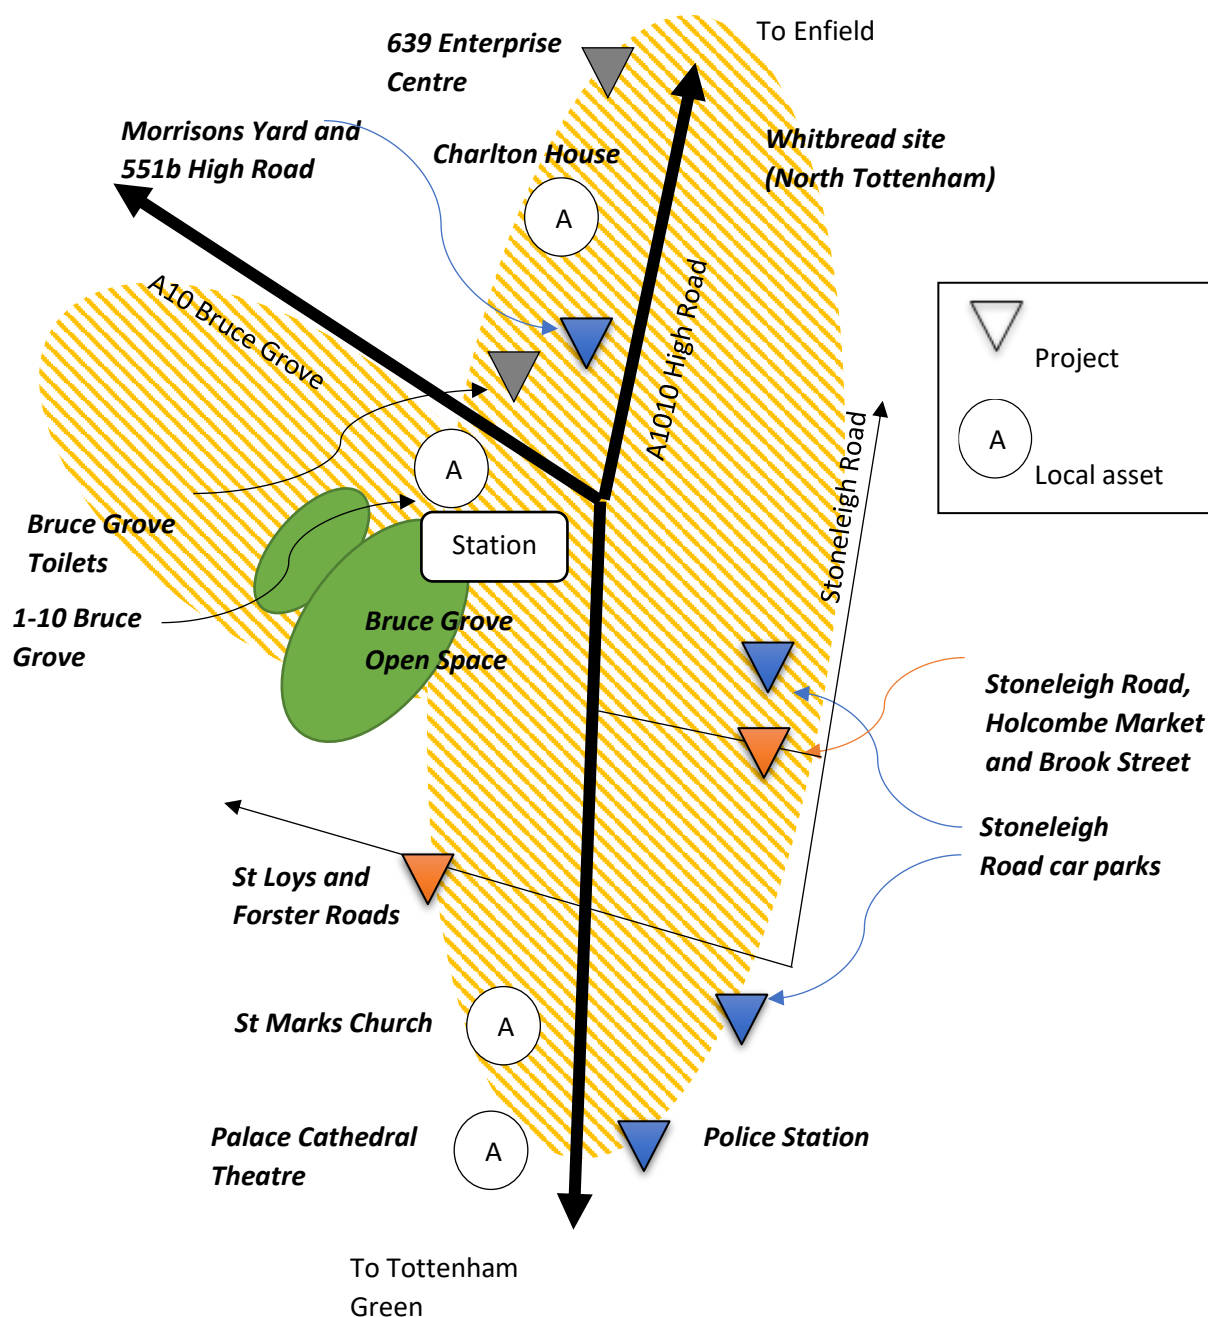 To Enfield
639 Enterprise
Centre
Morrisons Yard and
551b High Road
Charlton House
Whitbread site
(North Tottenham)
A
A10 Bruce Grove
A1010 High Road
Project
A
Local asset
Stoneleigh Road
A
Station
Bruce Grove
Toilets
1-10 Bruce
Grove
Bruce Grove
Open Space
Stoneleigh Road,
Holcombe Market
and Brook Street
Stoneleigh
Road car parks
St Loys and
Forster Roads
St Marks Church
A
Palace Cathedral
Theatre
A
Police Station
To Tottenham
Green